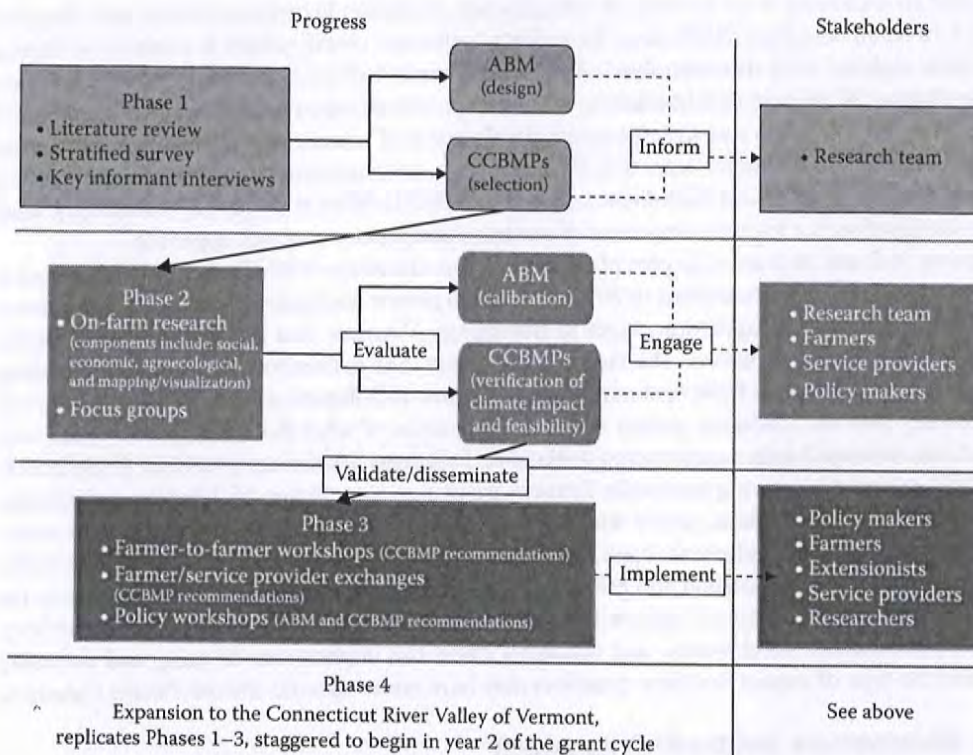 Progress
Stakeholders
Phase 1
• Literature review
• Stratified survey
• Key informant interviews
ABM
(design)
CCBMPs
(selection)
Inform
• Research team
Phase 2
• On-farm research
(components include: social,
economic, agroecological,
and mapping/visualization)
• Focus groups
Evaluate
ABM
(calibration)
CCBMPs
(verification of
climate impact
and feasibility)
Engage
• Research team
• Farmers
• Service providers
• Policy makers
Validate/disseminate
Phase 3
• Farmer-to-farmer workshops (CCBMP recommendations)
• Farmer/service provider exchanges
(CCBMP recommendations)
• Policy workshops (ABM and CCBMP recommendations)
Implement
• Policy makers
• Farmers
• Extensionists
• Service providers
• Researchers
Phase 4
Expansion to the Connecticut River Valley of Vermont,
replicates Phases 1–3, staggered to begin in year 2 of the grant cycle
See above